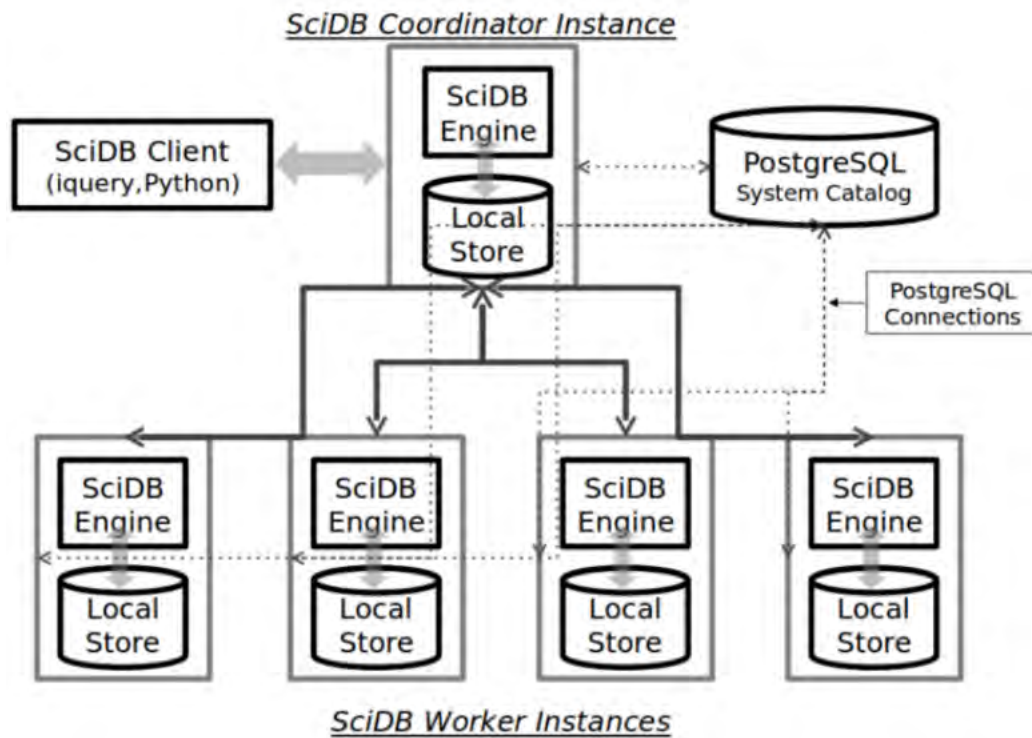 SciDB Coordinator Instance
SciDB
Engine
Local
Store
SciDB Client
(iquery,Python)
PostgreSQL
System Catalog
PostgreSQL
Connections
SciDB
Engine
Local
Store
SciDB
Engine
Local
Store
SciDB
Engine
Local
Store
SciDB
Engine
Local
Store
SciDB Worker Instances